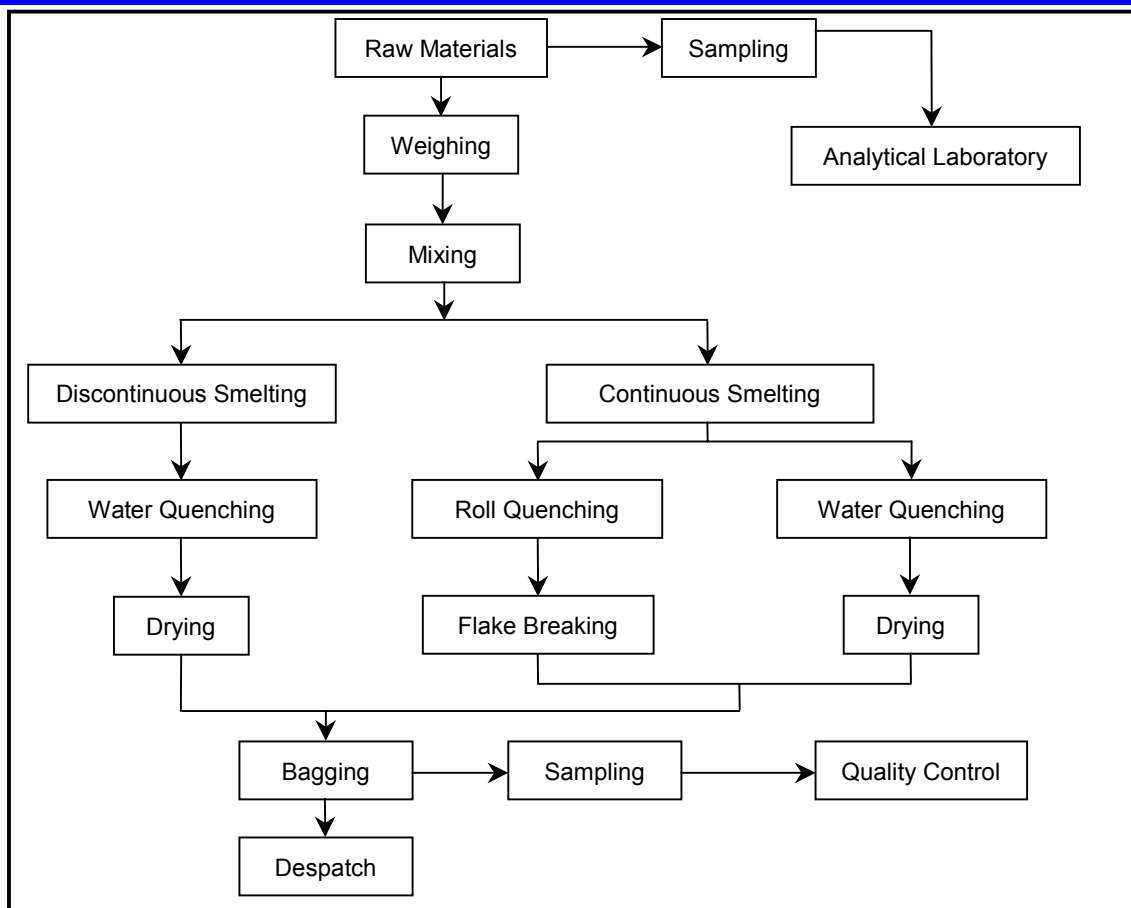 Raw Materials
Sampling
Weighing
Analytical Laboratory
Mixing
Discontinuous Smelting
Continuous Smelting
Water Quenching
Roll Quenching
Water Quenching
Drying
Flake Breaking
Drying
Bagging
Sampling
Quality Control
Despatch